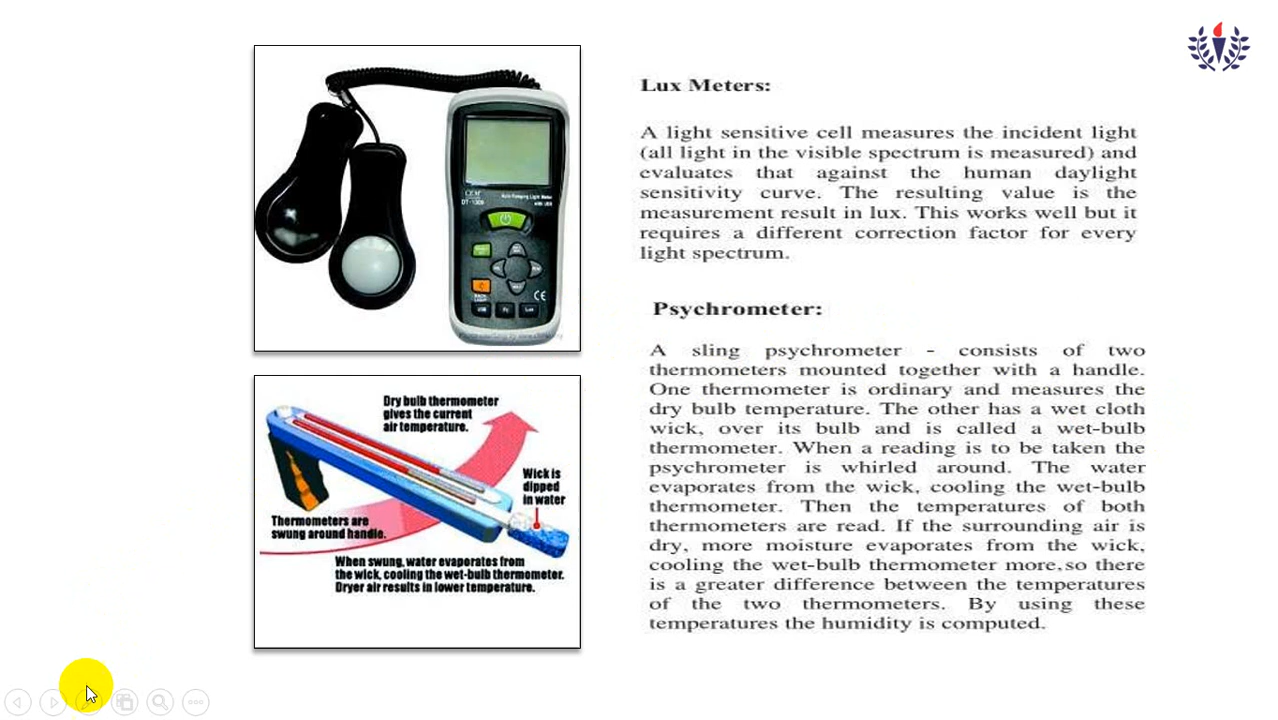 Lux Meters:
A light sensitive cell measures the incident light
(all light in the visible spectrum is measured) and
evaluates that against the human daylight
sensitivity curve. The resulting value is the
measurement result in lux. This works well but it
requires a different correction factor for every
light spectrum.
CEM
DT-1309
Auto Ranging Light Meter
CE
Psychrometer:
A sling psychrometer - consists of two
thermometers mounted together with a handle.
One thermometer is ordinary and measures the
dry bulb temperature. The other has a wet cloth
wick, over its bulb and is called a wet-bulb
thermometer. When a reading is to be taken the
psychrometer is whirled around. The water
evaporates from the wick, cooling the wet-bulb
thermometer. Then the temperatures of both
thermometers are read. If the surrounding air is
dry, more moisture evaporates from the wick,
cooling the wet-bulb thermometer more, so there
is a greater difference between the temperatures
of the two thermometers. By using these
temperatures the humidity is computed.
Dry bulb thermometer
gives the current
air temperature.
Wick is
dipped
in water
Thermometers are
swung around handle.
When swung, water evaporates from
the wick, cooling the wet-bulb thermometer.
Dryer air results in lower temperature.